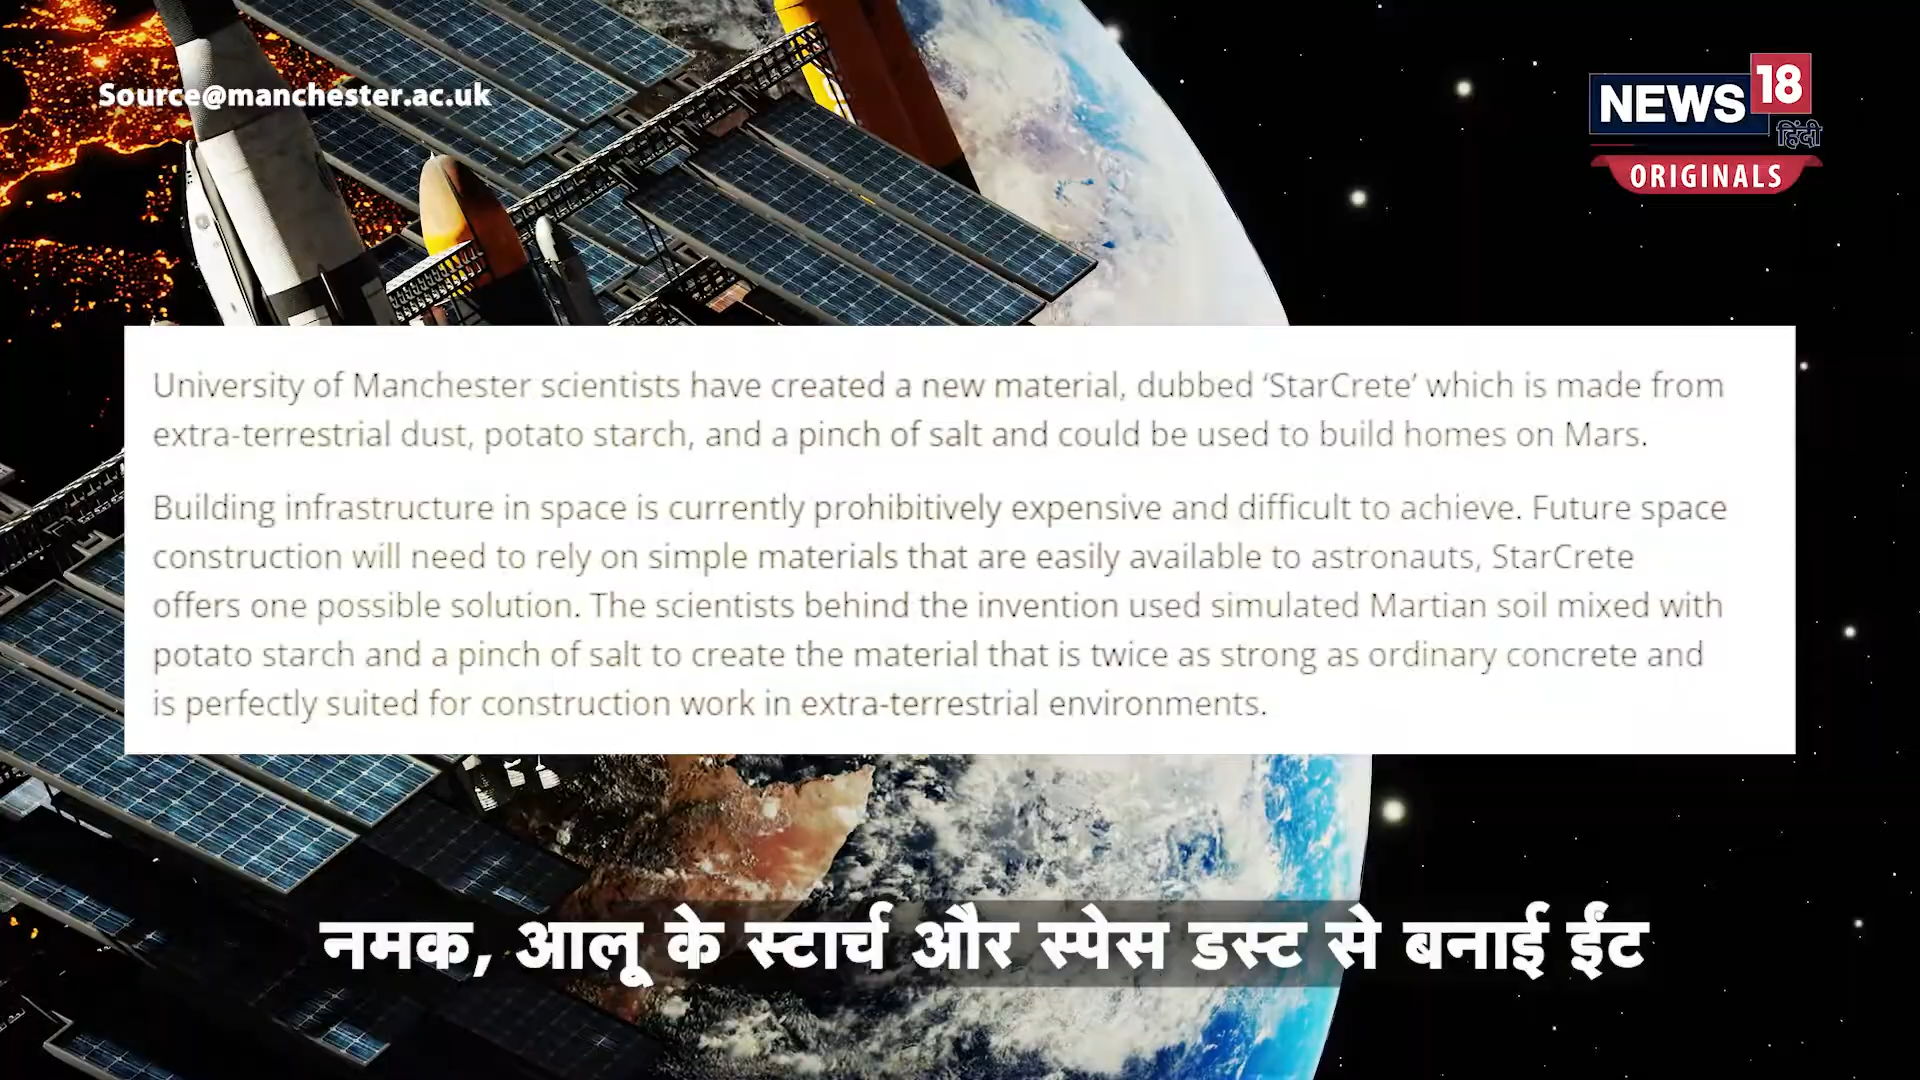 Source@manchester.ac.uk
NEWS 18
हिंदी
ORIGINALS
University of Manchester scientists have created a new material, dubbed ‘StarCrete’ which is made from
extra-terrestrial dust, potato starch, and a pinch of salt and could be used to build homes on Mars.
Building infrastructure in space is currently prohibitively expensive and difficult to achieve. Future space
construction will need to rely on simple materials that are easily available to astronauts, StarCrete
offers one possible solution. The scientists behind the invention used simulated Martian soil mixed with
potato starch and a pinch of salt to create the material that is twice as strong as ordinary concrete and
is perfectly suited for construction work in extra-terrestrial environments.
नमक, आलू के स्टार्च और स्पेस डस्ट से बनाई ईंट